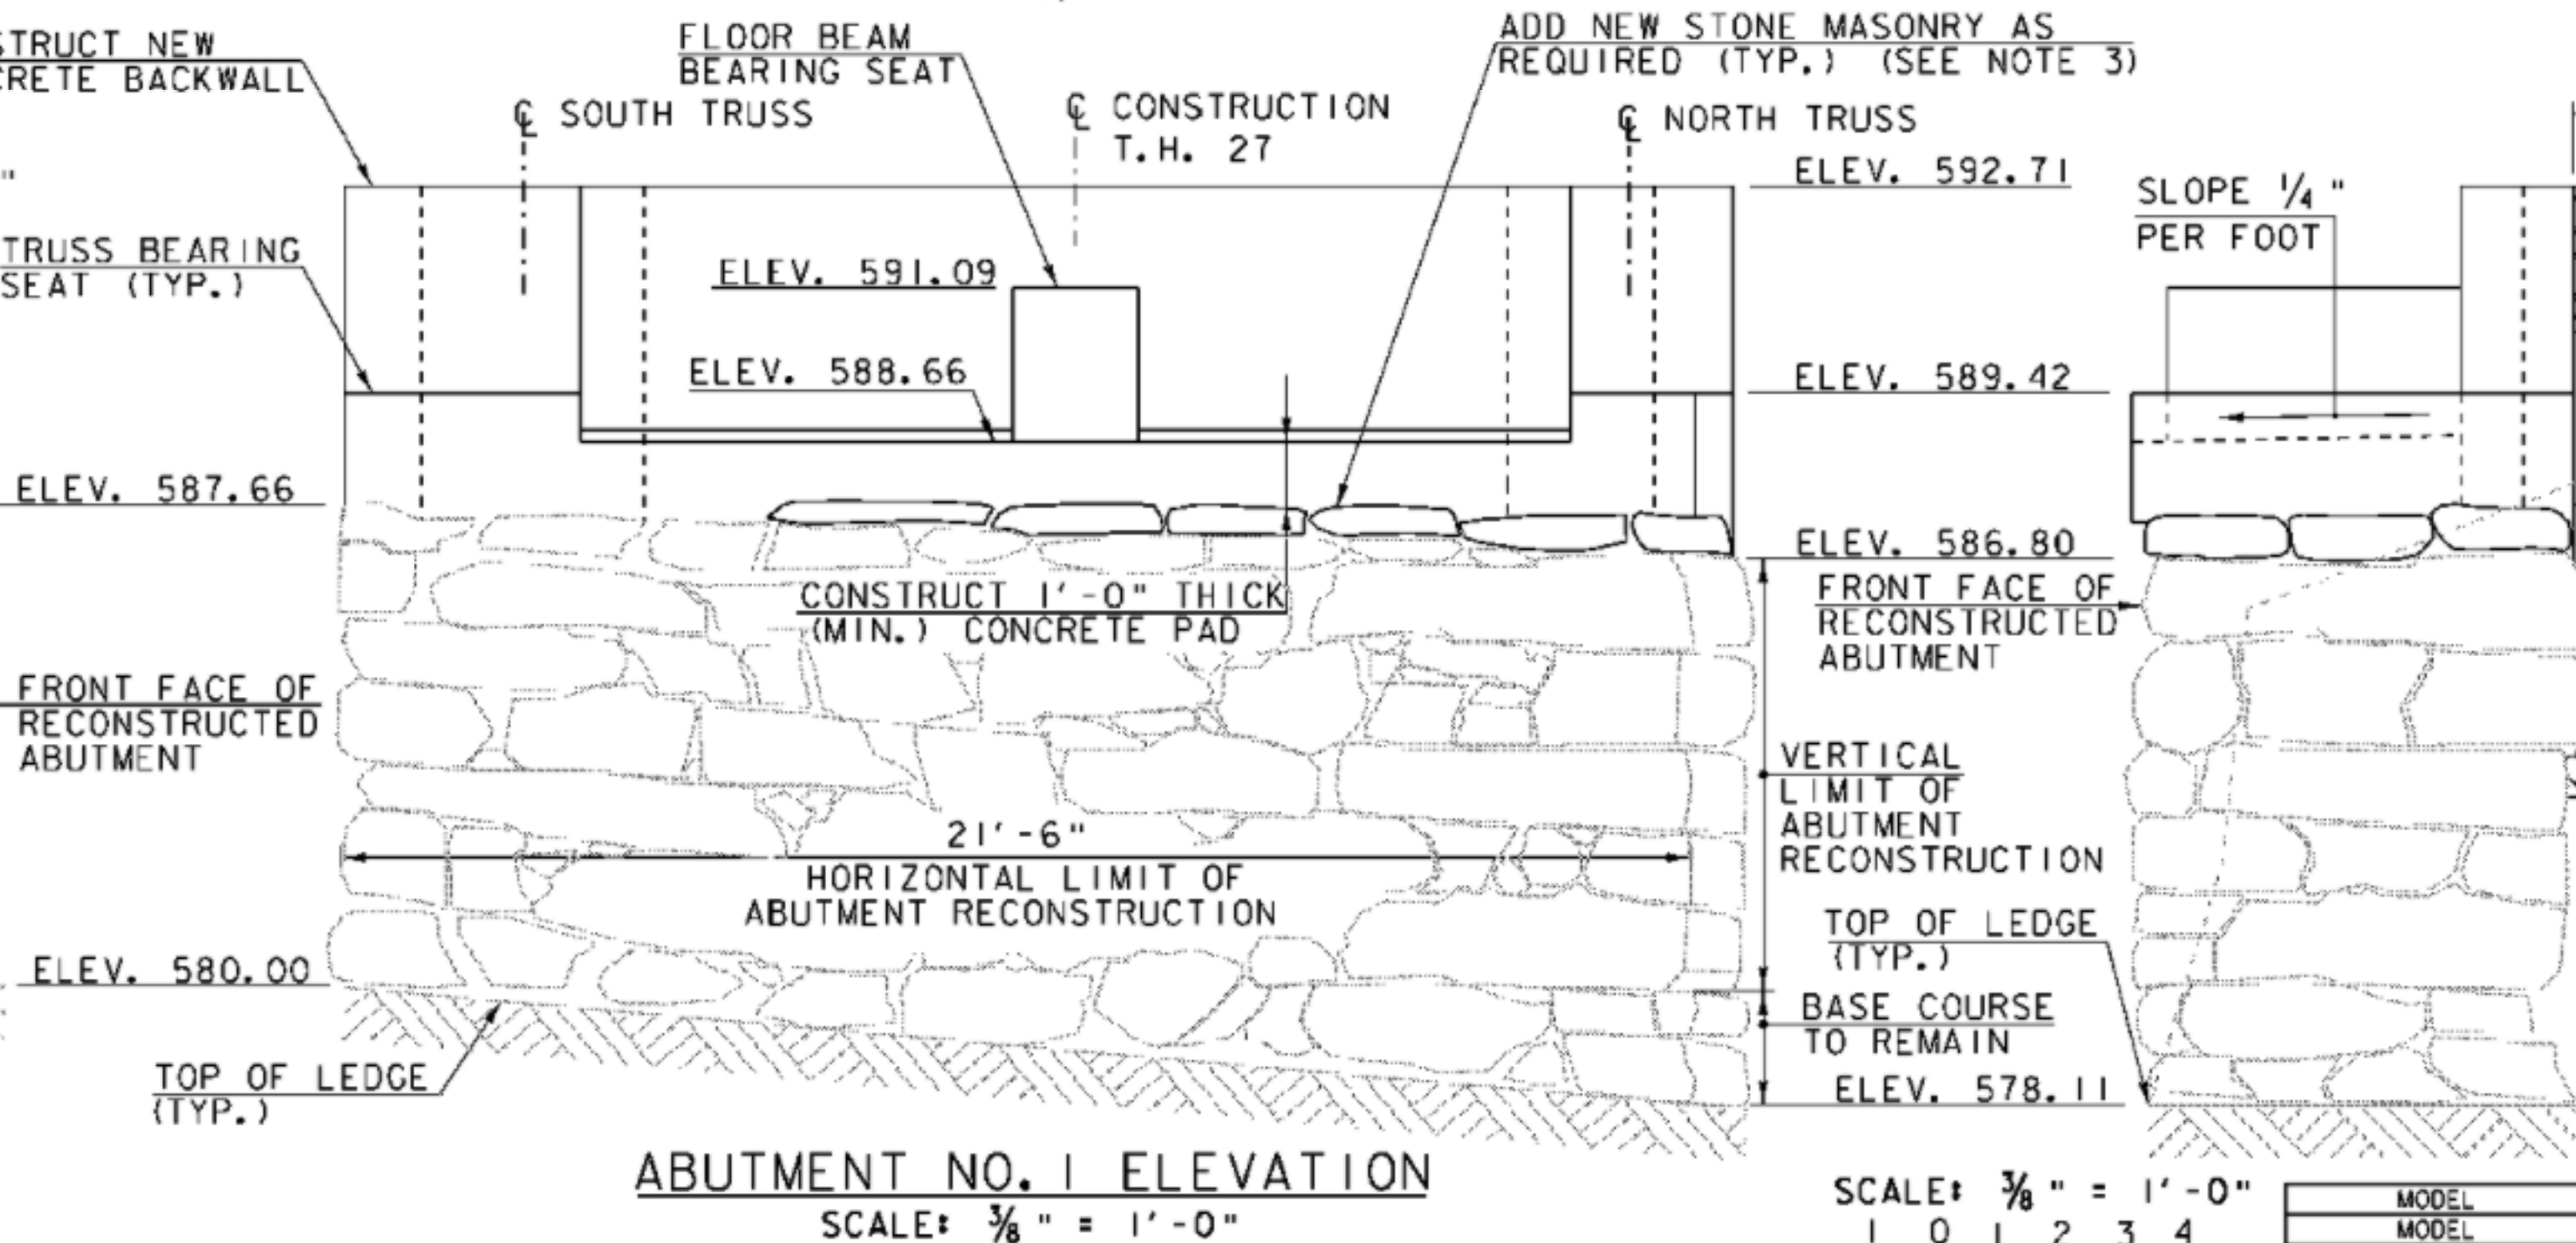 STRUCT NEW
CRETE BACKWALL
FLOOR BEAM
BEARING SEAT
ADD NEW STONE MASONRY AS
REQUIRED (TYP.) (SEE NOTE 3)
℄ SOUTH TRUSS
℄ CONSTRUCTION
T.H. 27
℄ NORTH TRUSS
ELEV. 592.71
"
SLOPE 1/4 "
PER FOOT
TRUSS BEARING
SEAT (TYP.)
ELEV. 591.09
ELEV. 588.66
ELEV. 589.42
ELEV. 587.66
ELEV. 586.80
CONSTRUCT 1'-0" THICK
(MIN.) CONCRETE PAD
FRONT FACE OF
RECONSTRUCTED
ABUTMENT
FRONT FACE OF
RECONSTRUCTED
ABUTMENT
VERTICAL
LIMIT OF
ABUTMENT
RECONSTRUCTION
21'-6"
HORIZONTAL LIMIT OF
ABUTMENT RECONSTRUCTION
TOP OF LEDGE
(TYP.)
ELEV. 580.00
BASE COURSE
TO REMAIN
ELEV. 578.11
TOP OF LEDGE
(TYP.)
ABUTMENT NO. 1 ELEVATION
SCALE: 3/8 " = 1'-0"
SCALE: 3/8 " = 1'-0"
1 0 1 2 3 4
MODEL
MODEL